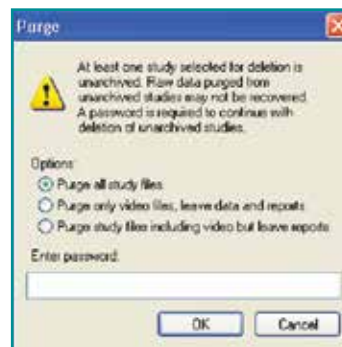 Purge
At least one study selected for deletion is
unarchived. Raw data purged from
unarchived studies may not be recovered.
A password is required to continue with
deletion of unarchived studies.
Options:
Purge all study files
Purge only video files, leave data and reports
Purge study files including video but leave reports
Enter password:
OK
Cancel